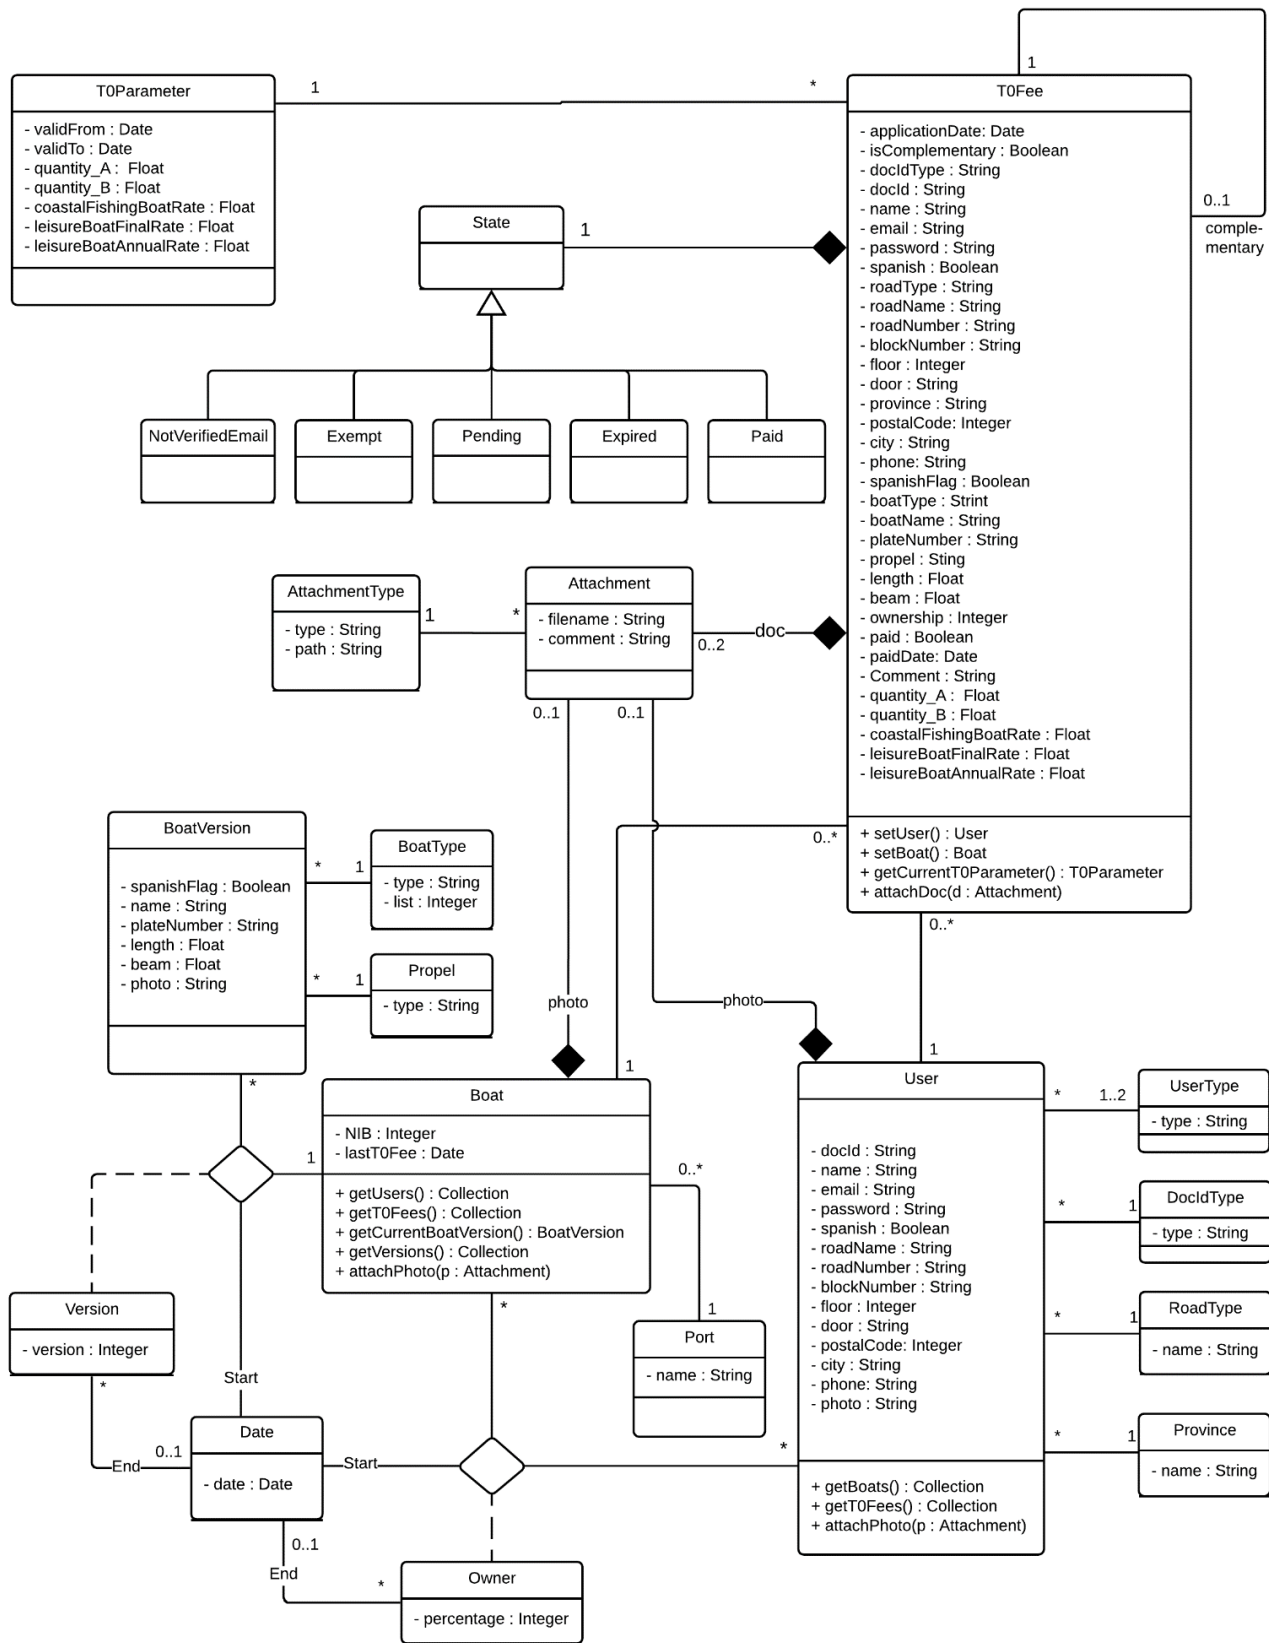 T0Parameter
- validFrom : Date
- validTo : Date
- quantity_A :  Float
- quantity_B : Float
- coastalFishingBoatRate : Float
- leisureBoatFinalRate : Float
- leisureBoatAnnualRate : Float
1
*
1
T0Fee
- applicationDate: Date
- isComplementary : Boolean
- docIdType : String
- docId : String
- name : String
- email : String
- password : String
- spanish : Boolean
- roadType : String
- roadName : String
- roadNumber : String
- blockNumber : String
- floor : Integer
- door : String
- province : String
- postalCode: Integer
- city : String
- phone: String
- spanishFlag : Boolean
- boatType : Strint
- boatName : String
- plateNumber : String
- propel : Sting
- length : Float
- beam : Float
- ownership : Integer
- paid : Boolean
- paidDate: Date
- Comment : String
- quantity_A :  Float
- quantity_B : Float
- coastalFishingBoatRate : Float
- leisureBoatFinalRate : Float
- leisureBoatAnnualRate : Float
+ setUser() : User
+ setBoat() : Boat
+ getCurrentT0Parameter() : T0Parameter
+ attachDoc(d : Attachment)
0..1
comple-
mentary
State
1
NotVerifiedEmail
Exempt
Pending
Expired
Paid
AttachmentType
- type : String
- path : String
1
*
Attachment
- filename : String
- comment : String
0..2
doc
0..1
0..1
BoatVersion
- spanishFlag : Boolean
- name : String
- plateNumber : String
- length : Float
- beam : Float
- photo : String
*
1
BoatType
- type : String
- list : Integer
*
1
Propel
- type : String
photo
photo
0..*
0..*
1
1
*
Boat
- NIB : Integer
- lastT0Fee : Date
+ getUsers() : Collection
+ getT0Fees() : Collection
+ getCurrentBoatVersion() : BoatVersion
+ getVersions() : Collection
+ attachPhoto(p : Attachment)
1
0..*
1
Port
- name : String
User
- docId : String
- name : String
- email : String
- password : String
- spanish : Boolean
- roadName : String
- roadNumber : String
- blockNumber : String
- floor : Integer
- door : String
- postalCode: Integer
- city : String
- phone: String
- photo : String
+ getBoats() : Collection
+ getT0Fees() : Collection
+ attachPhoto(p : Attachment)
*
1..2
UserType
- type : String
*
1
DocIdType
- type : String
*
1
RoadType
- name : String
*
1
Province
- name : String
Version
- version : Integer
*
Start
End
0..1
Date
- date : Date
Start
*
*
0..1
End
*
Owner
- percentage : Integer